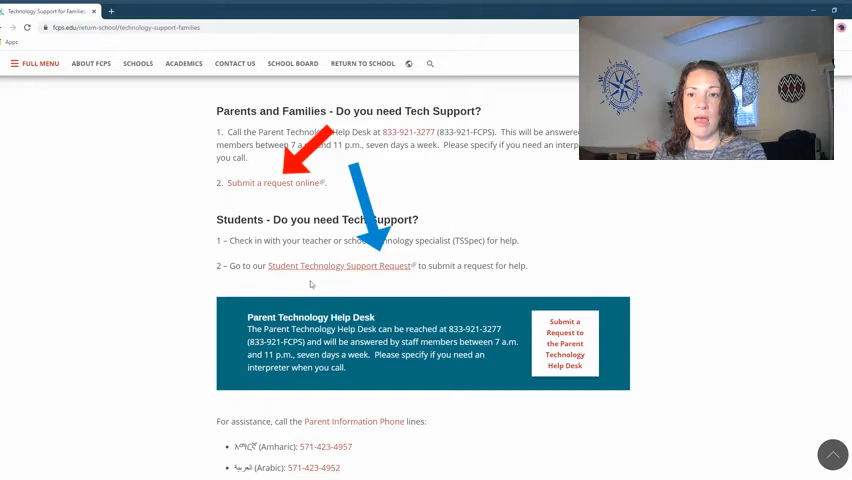 Technology Support for Families
fcps.edu/return-school/technology-support-families
Apps
FULL MENU ABOUT FCPS SCHOOLS ACADEMICS CONTACT US SCHOOL BOARD RETURN TO SCHOOL
Parents and Families - Do you need Tech Support?
1. Call the Parent Technology Help Desk at 833-921-3277 (833-921-FCPS). This will be answered
members between 7 a.m. and 11 p.m., seven days a week. Please specify if you need an
you call.
2. Submit a request online.
Students - Do you need Tech Support?
1 – Check in with your teacher or school technology specialist (TSSpec) for help.
2 – Go to our Student Technology Support Request to submit a request for help.
Parent Technology Help Desk
The Parent Technology Help Desk can be reached at 833-921-3277
(833-921-FCPS) and will be answered by staff members between 7 a.m.
and 11 p.m., seven days a week. Please specify if you need an
interpreter when you call.
Submit a
Request to
the Parent
Technology
Help Desk
For assistance, call the Parent Information Phone lines:
• አማርኛ (Amharic): 571-423-4957
• العربية (Arabic): 571-423-4952